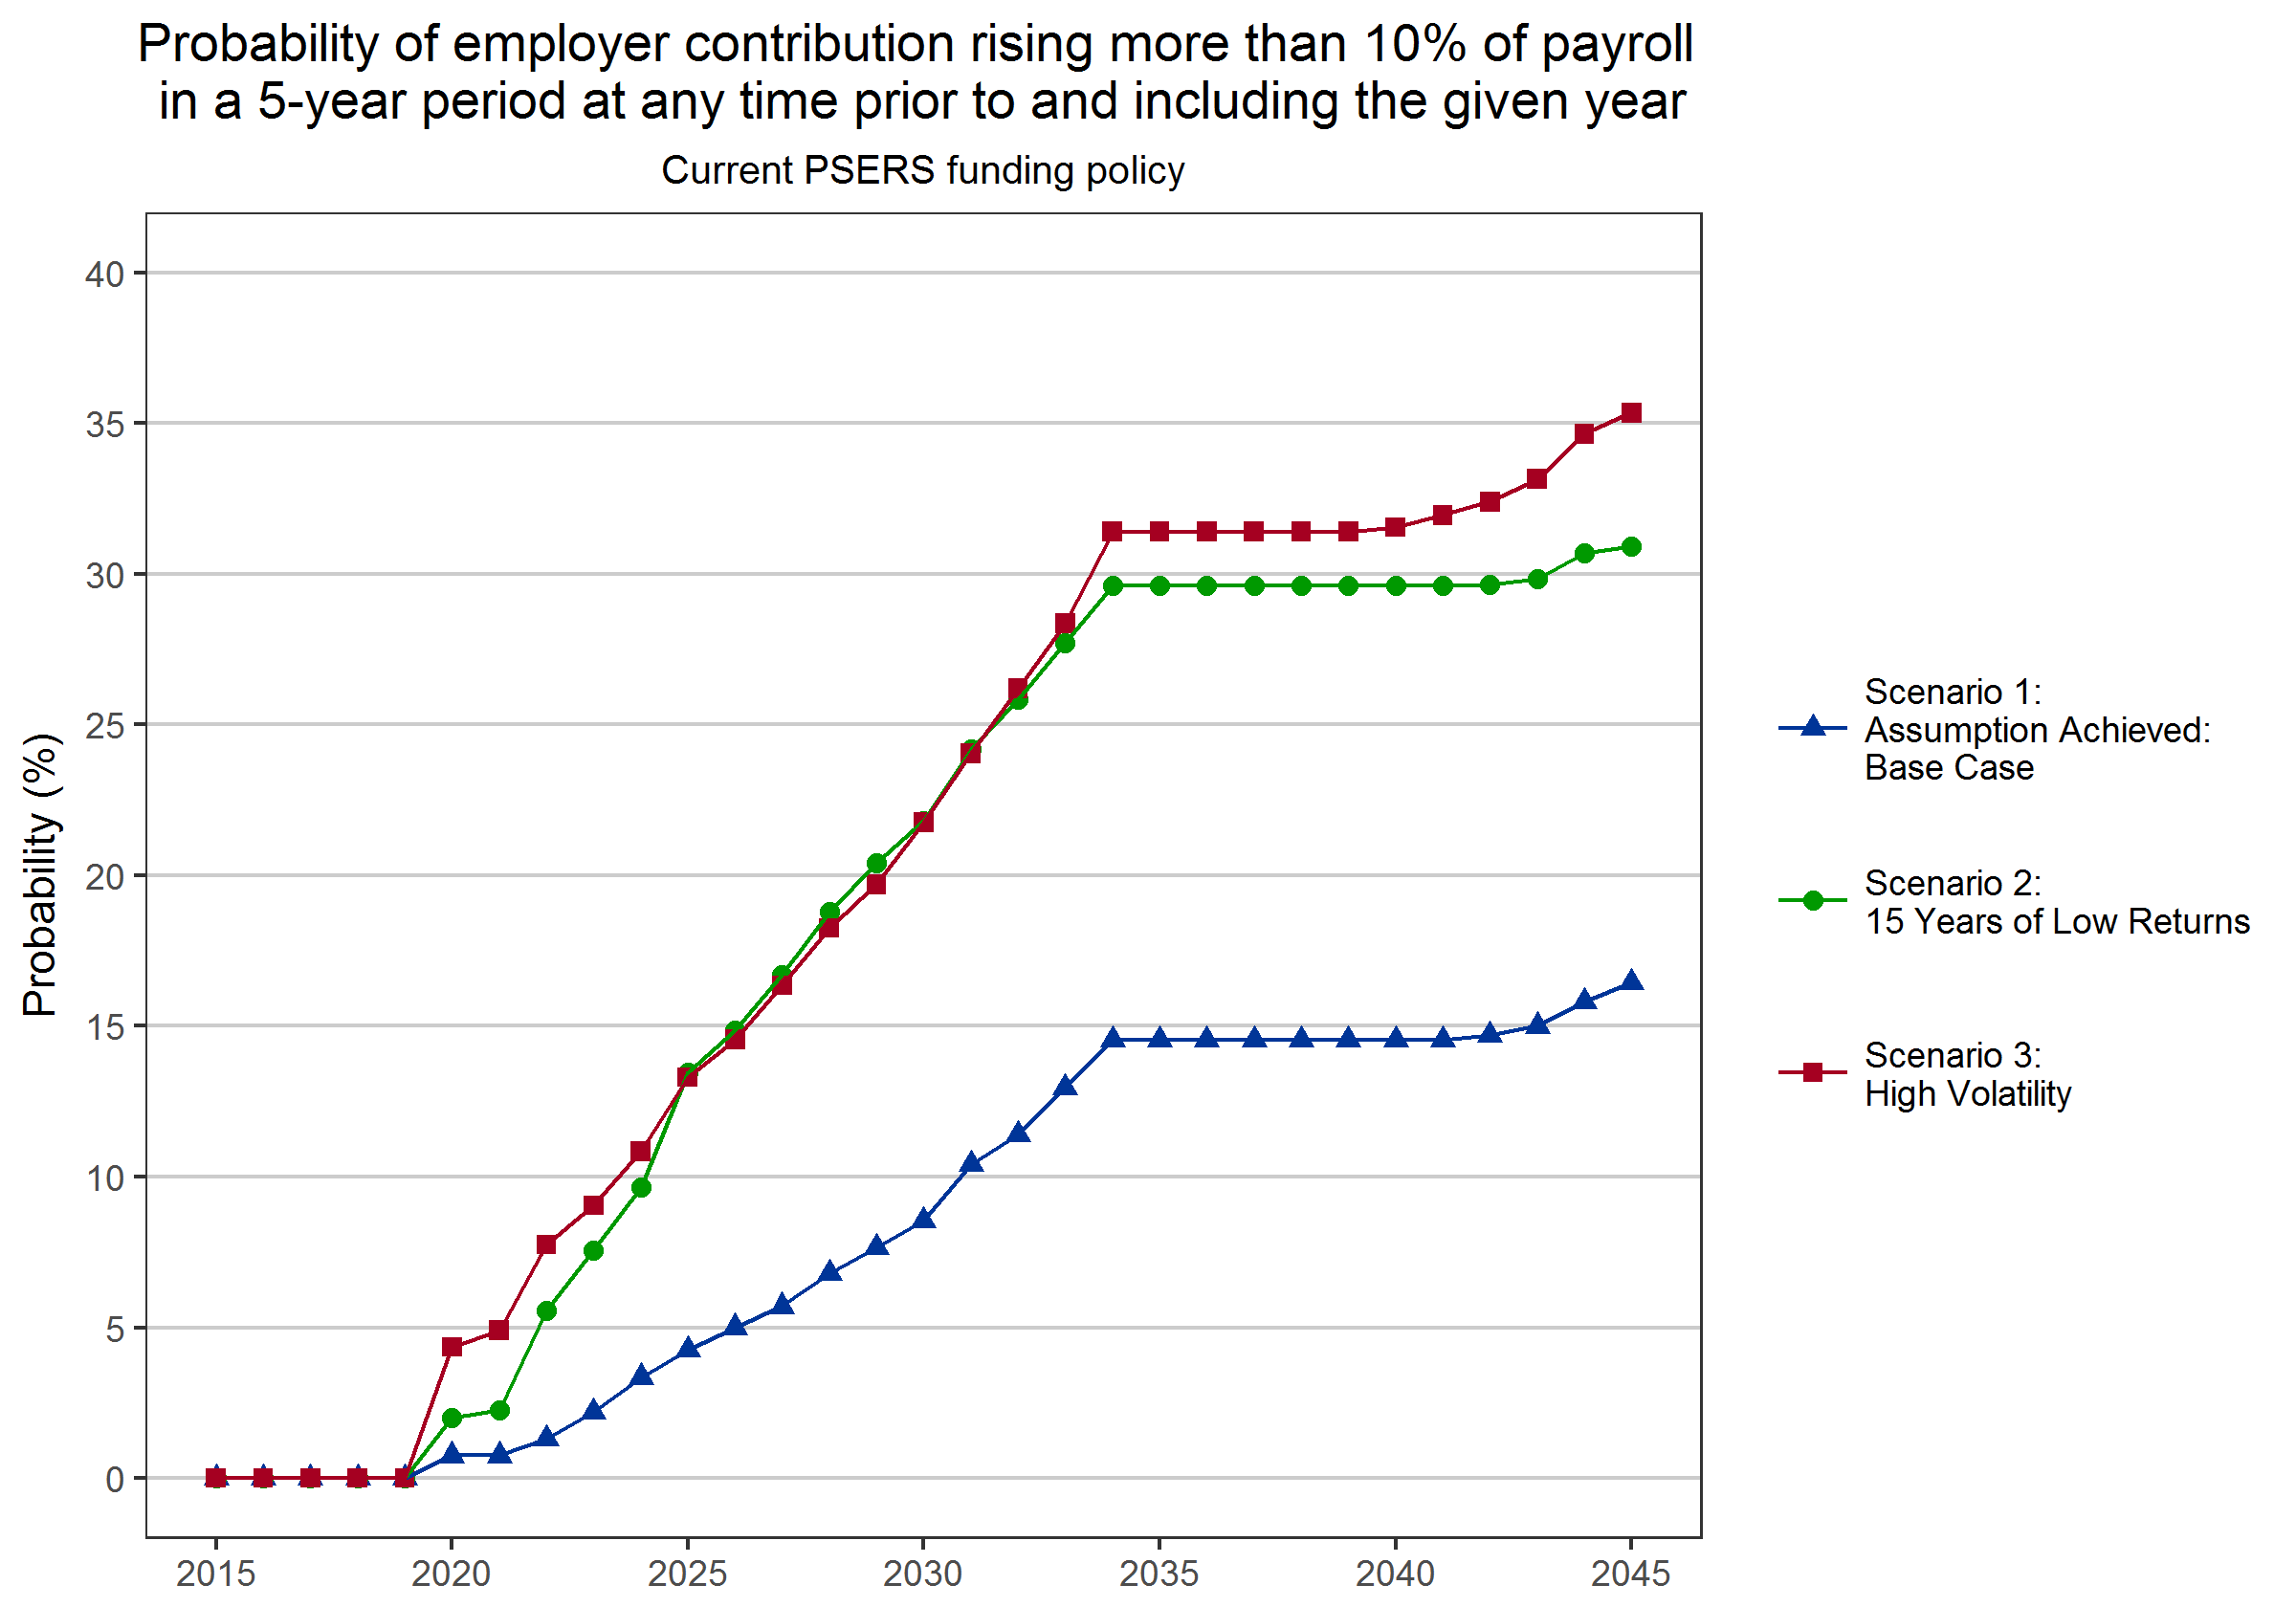 Probability of employer contribution rising more than 10% of payroll
in a 5-year period at any time prior to and including the given year
Current PSERS funding policy
Probability (%)
40
35
30
25
20
15
10
5
0
2015
2020
2025
2030
2035
2040
2045
Scenario 1:
Assumption Achieved:
Base Case
Scenario 2:
15 Years of Low Returns
Scenario 3:
High Volatility